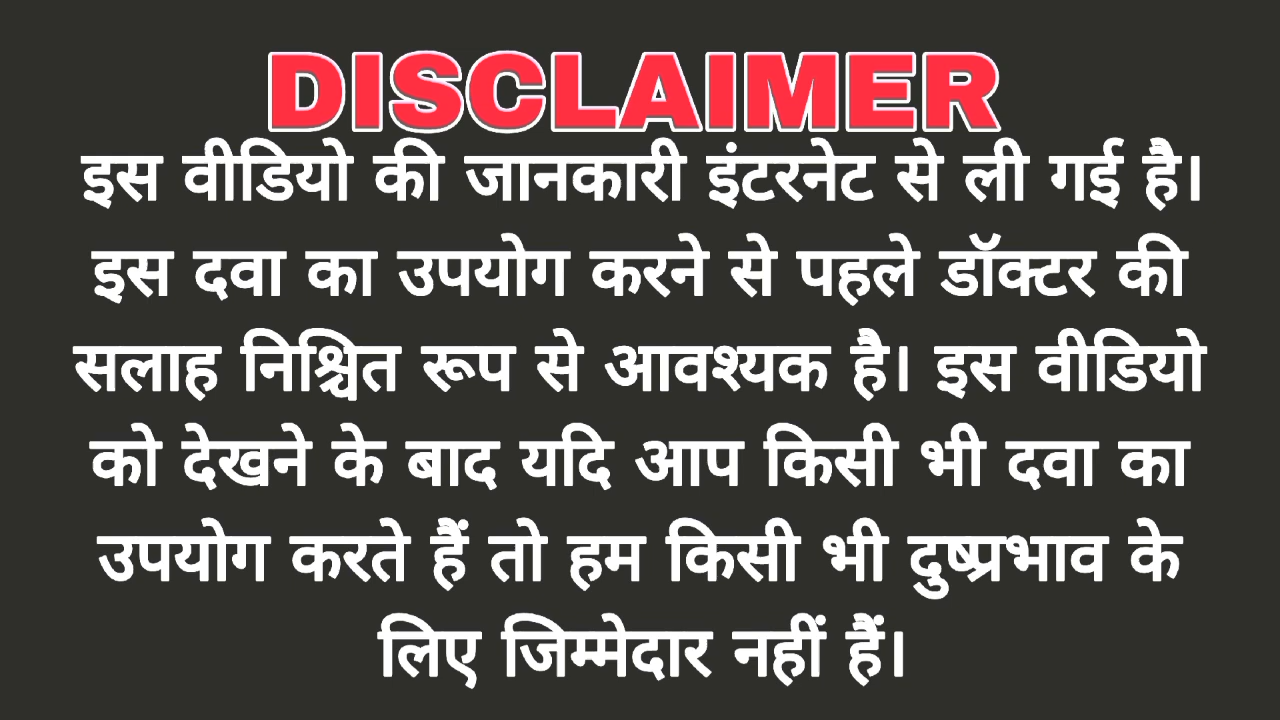 DISCLAIMER
इस वीडियो की जानकारी इंटरनेट से ली गई है।
इस दवा का उपयोग करने से पहले डॉक्टर की
सलाह निश्चित रूप से आवश्यक है। इस वीडियो
को देखने के बाद यदि आप किसी भी दवा का
उपयोग करते हैं तो हम किसी भी दुष्प्रभाव के
लिए जिम्मेदार नहीं हैं।